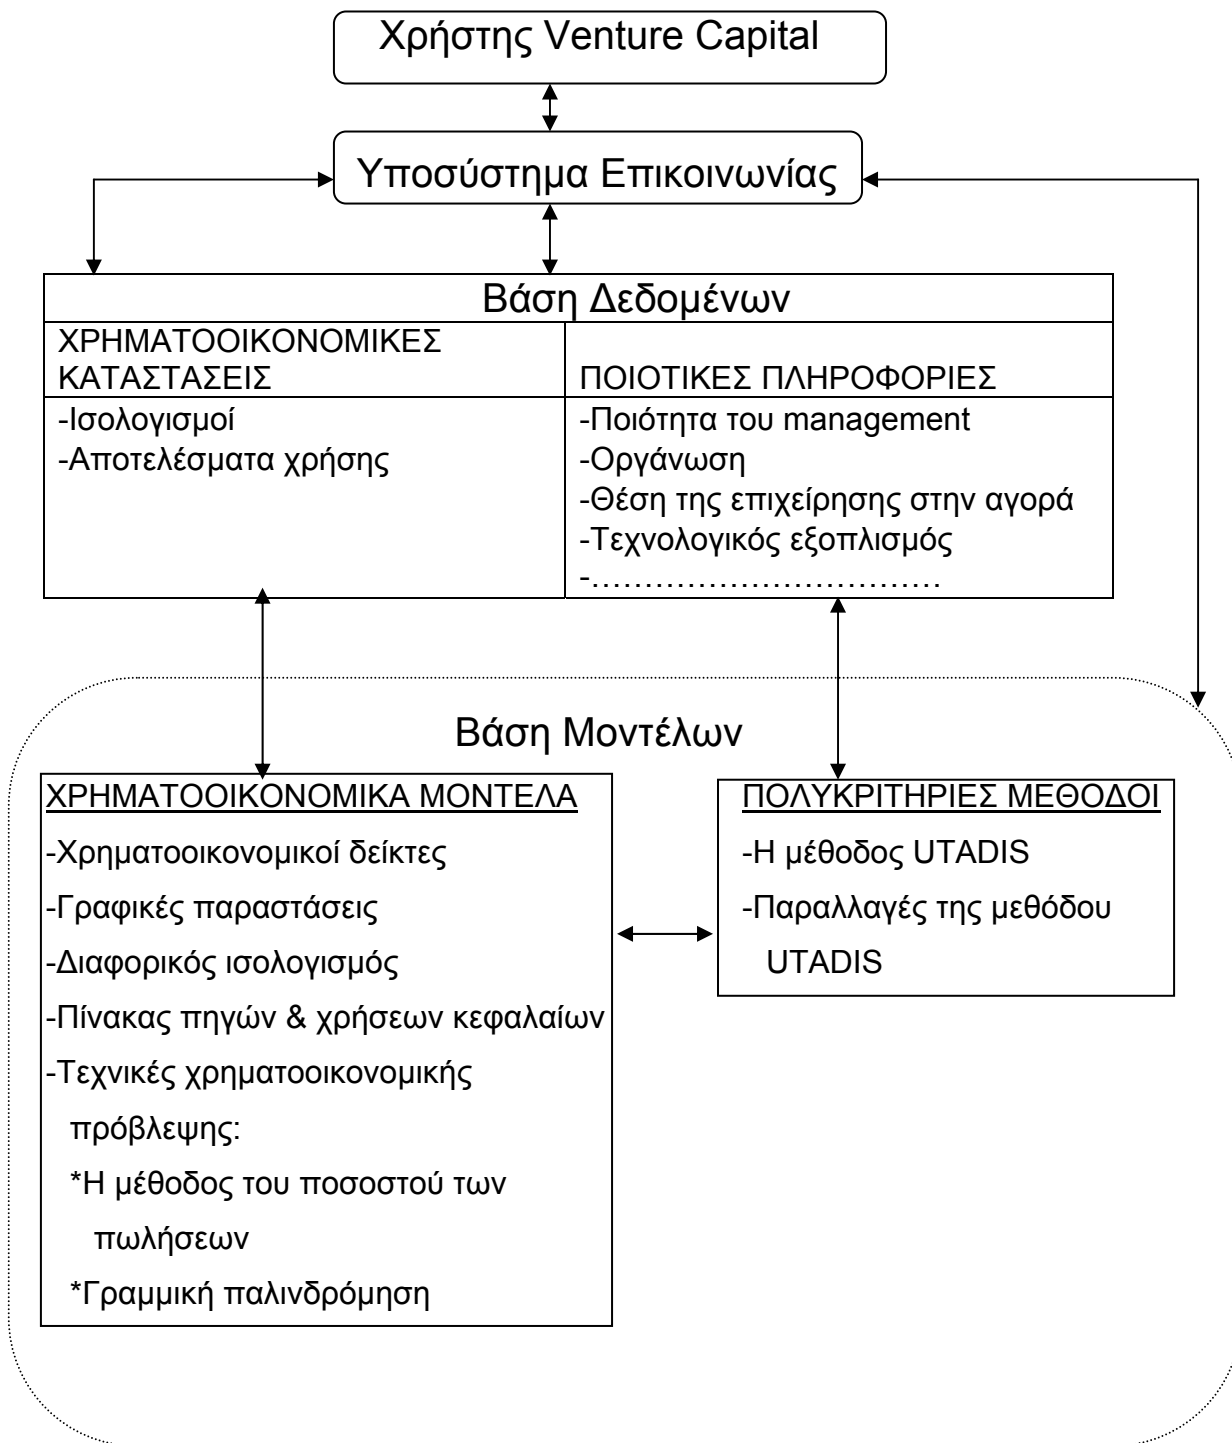 Χρήστης Venture Capital
Υποσύστημα Επικοινωνίας
Βάση Δεδομένων
ΧΡΗΜΑΤΟΟΙΚΟΝΟΜΙΚΕΣ
ΚΑΤΑΣΤΑΣΕΙΣ
ΠΟΙΟΤΙΚΕΣ ΠΛΗΡΟΦΟΡΙΕΣ
-Ισολογισμοί
-Αποτελέσματα χρήσης
-Ποιότητα του management
-Οργάνωση
-Θέση της επιχείρησης στην αγορά
-Τεχνολογικός εξοπλισμός
-……………………………
Βάση Μοντέλων
ΧΡΗΜΑΤΟΟΙΚΟΝΟΜΙΚΑ ΜΟΝΤΕΛΑ
-Χρηματοοικονομικοί δείκτες
-Γραφικές παραστάσεις
-Διαφορικός ισολογισμός
-Πίνακας πηγών & χρήσεων κεφαλαίων
-Τεχνικές χρηματοοικονομικής
πρόβλεψης:
*Η μέθοδος του ποσοστού των
πωλήσεων
*Γραμμική παλινδρόμηση
ΠΟΛΥΚΡΙΤΗΡΙΕΣ ΜΕΘΟΔΟΙ
-Η μέθοδος UTADIS
-Παραλλαγές της μεθόδου
UTADIS